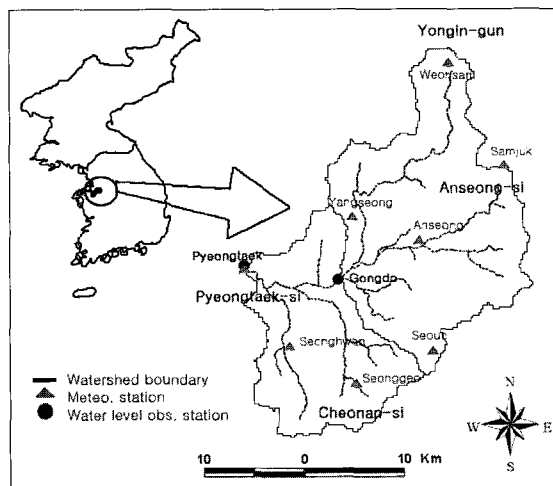 Yongin-gun
Weonsam
Samjuk
Anseong-si
Yangseong
Anseong
Pyeongtaek
Gongdo
Pyeongtaek-si
Seonghwan
Seoun
Seonggeo
Cheonan-si
Watershed boundary
Meteo. station
Water level obs. station
N
W E
S
10 0 10 Km